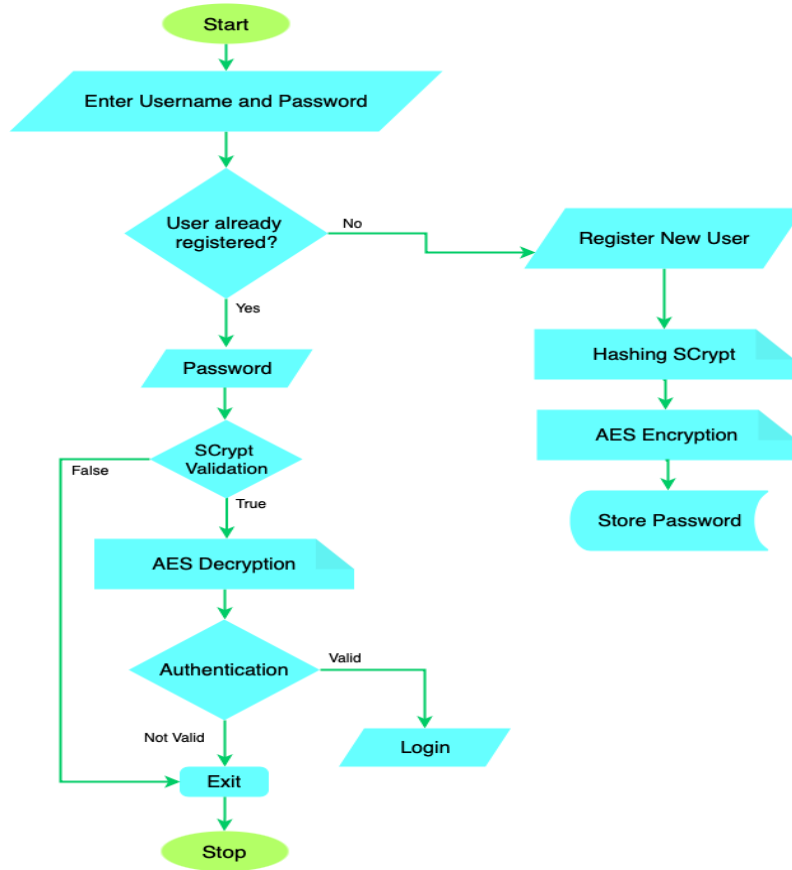 Start
Enter Username and Password
User already
registered?
No
Register New User
Yes
Hashing SCrypt
Password
AES Encryption
SCrypt
Validation
False
True
Store Password
AES Decryption
Authentication
Valid
Not Valid
Login
Exit
Stop